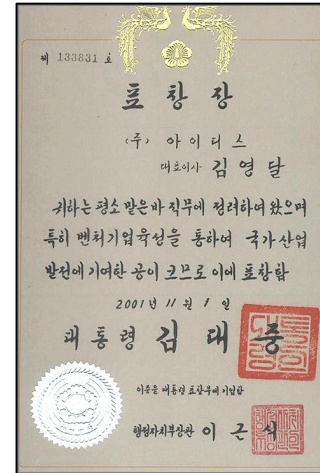 제 133831 호
표창장
(주) 아이디스
대표이사 김영달
귀하는 평소 맡은바 직무에 정려하여 왔으며
특히 벤처기업육성을 통하여 국가산업
발전에 기여한 공이 크므로 이에 표창함
2001년 11월 1일
대통령 김대중
이증을 대통령 표창부에 기입함
행정자치부장관 이근식